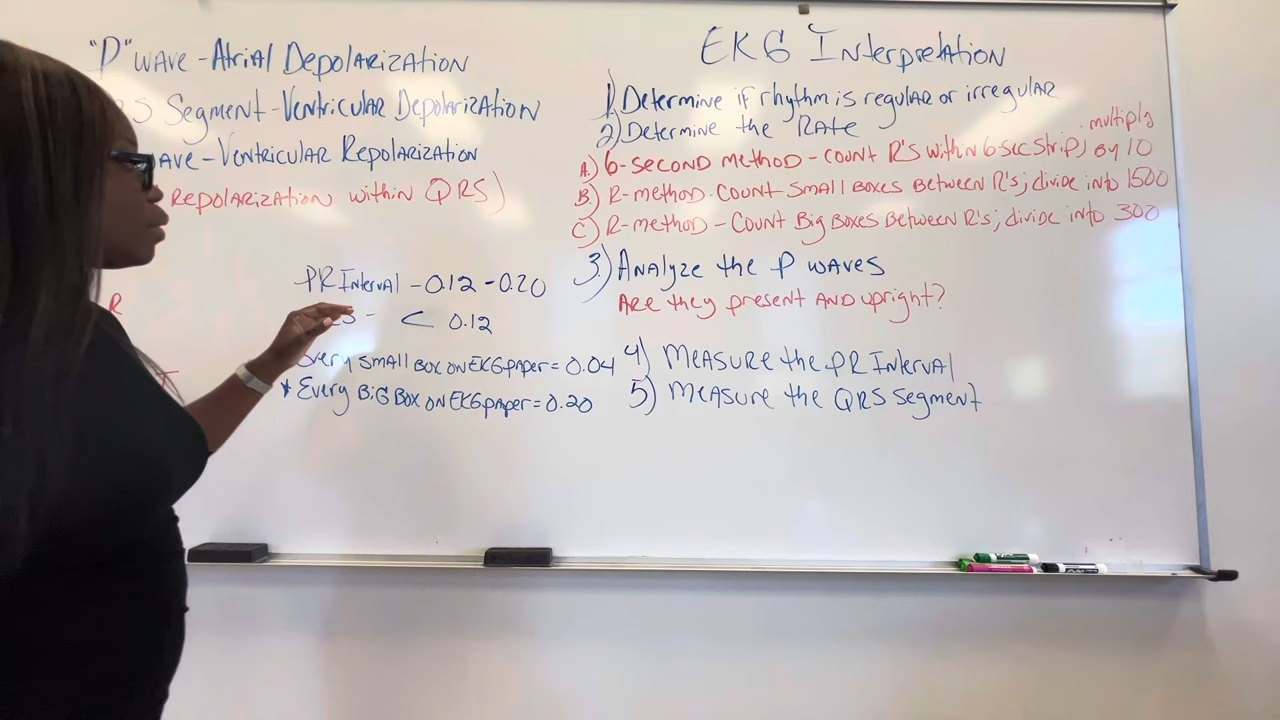 "P" WAVE - Atrial Depolarization
S Segment - Ventricular Depolarization
WAVE - Ventricular Repolarization
Repolarization within QRS)
R
PR Interval - 0.12 - 0.20
S - < 0.12
Every small box on EKG paper = 0.04
* Every Big Box on EKG paper = 0.20
EKG Interpretation
1) Determine if rhythm is regular or irregular
2) Determine the Rate
A.) 6-second method - count R's within 6-sec strip; multiply by 10
B.) R-method - count small boxes between R's; divide into 1500
C.) R-method - count Big boxes between R's; divide into 300
3.) Analyze the P waves
Are they present and upright?
4) Measure the PR Interval
5) Measure the QRS segment